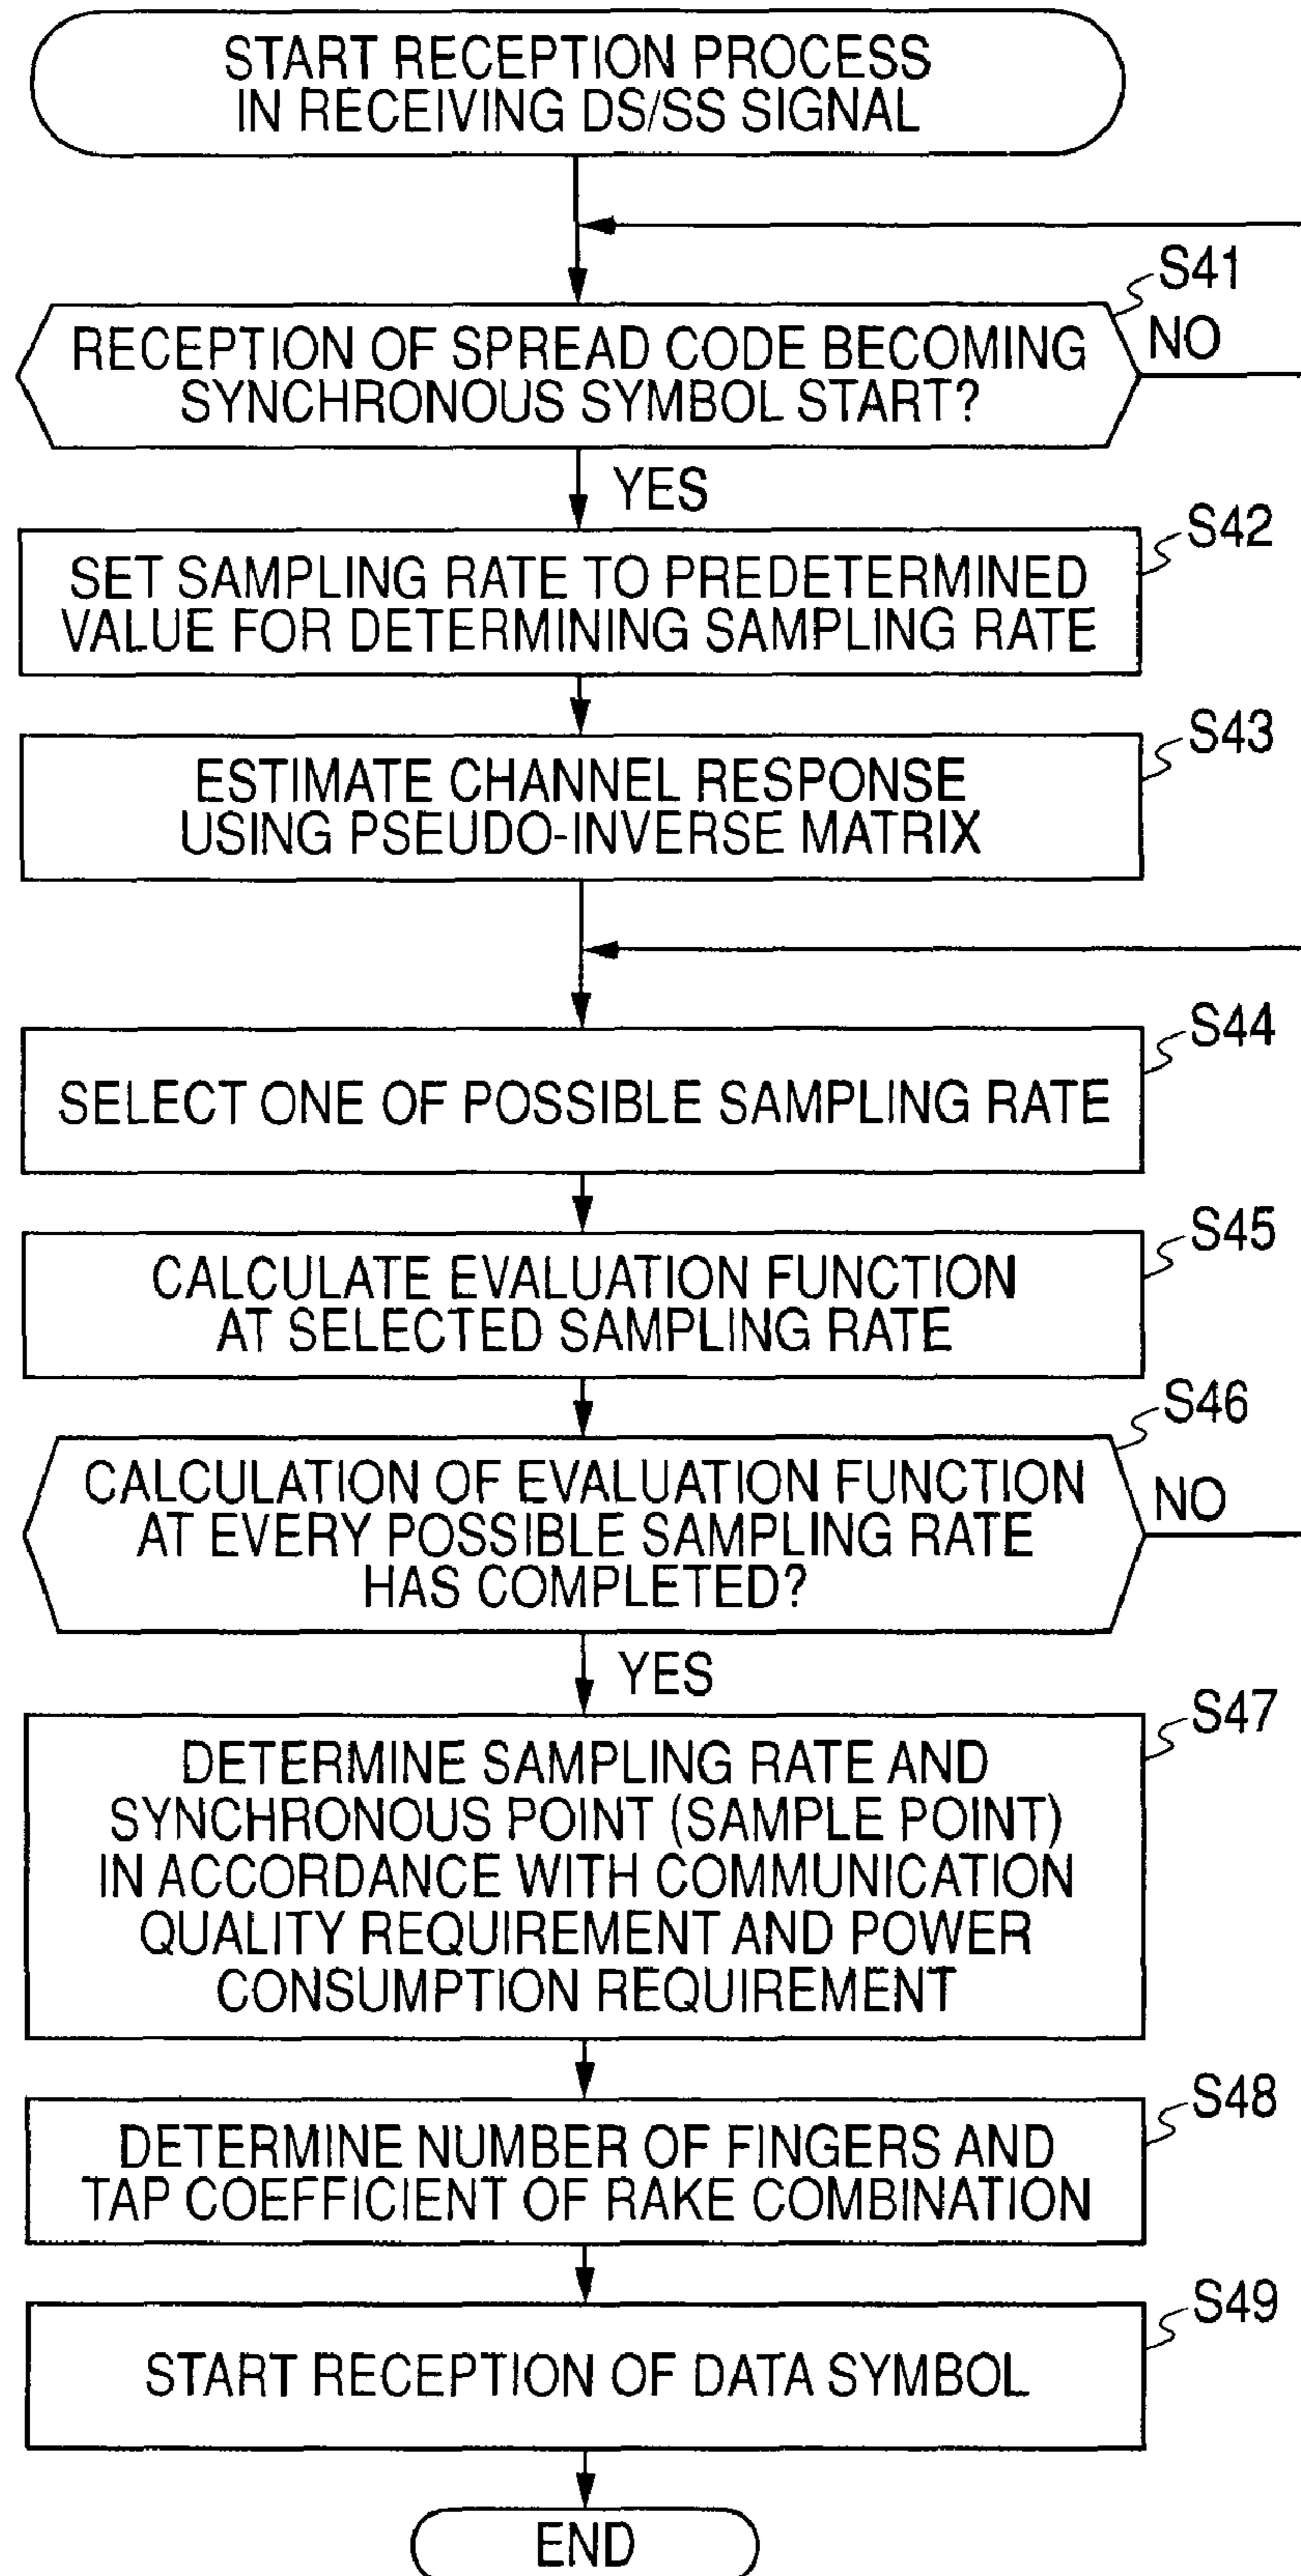 START RECEPTION PROCESS
IN RECEIVING DS/SS SIGNAL
S41
RECEPTION OF SPREAD CODE BECOMING
SYNCHRONOUS SYMBOL START?
NO
YES
S42
SET SAMPLING RATE TO PREDETERMINED
VALUE FOR DETERMINING SAMPLING RATE
S43
ESTIMATE CHANNEL RESPONSE
USING PSEUDO-INVERSE MATRIX
S44
SELECT ONE OF POSSIBLE SAMPLING RATE
S45
CALCULATE EVALUATION FUNCTION
AT SELECTED SAMPLING RATE
S46
CALCULATION OF EVALUATION FUNCTION
AT EVERY POSSIBLE SAMPLING RATE
HAS COMPLETED?
NO
YES
S47
DETERMINE SAMPLING RATE AND
SYNCHRONOUS POINT (SAMPLE POINT)
IN ACCORDANCE WITH COMMUNICATION
QUALITY REQUIREMENT AND POWER
CONSUMPTION REQUIREMENT
S48
DETERMINE NUMBER OF FINGERS AND
TAP COEFFICIENT OF RAKE COMBINATION
S49
START RECEPTION OF DATA SYMBOL
END